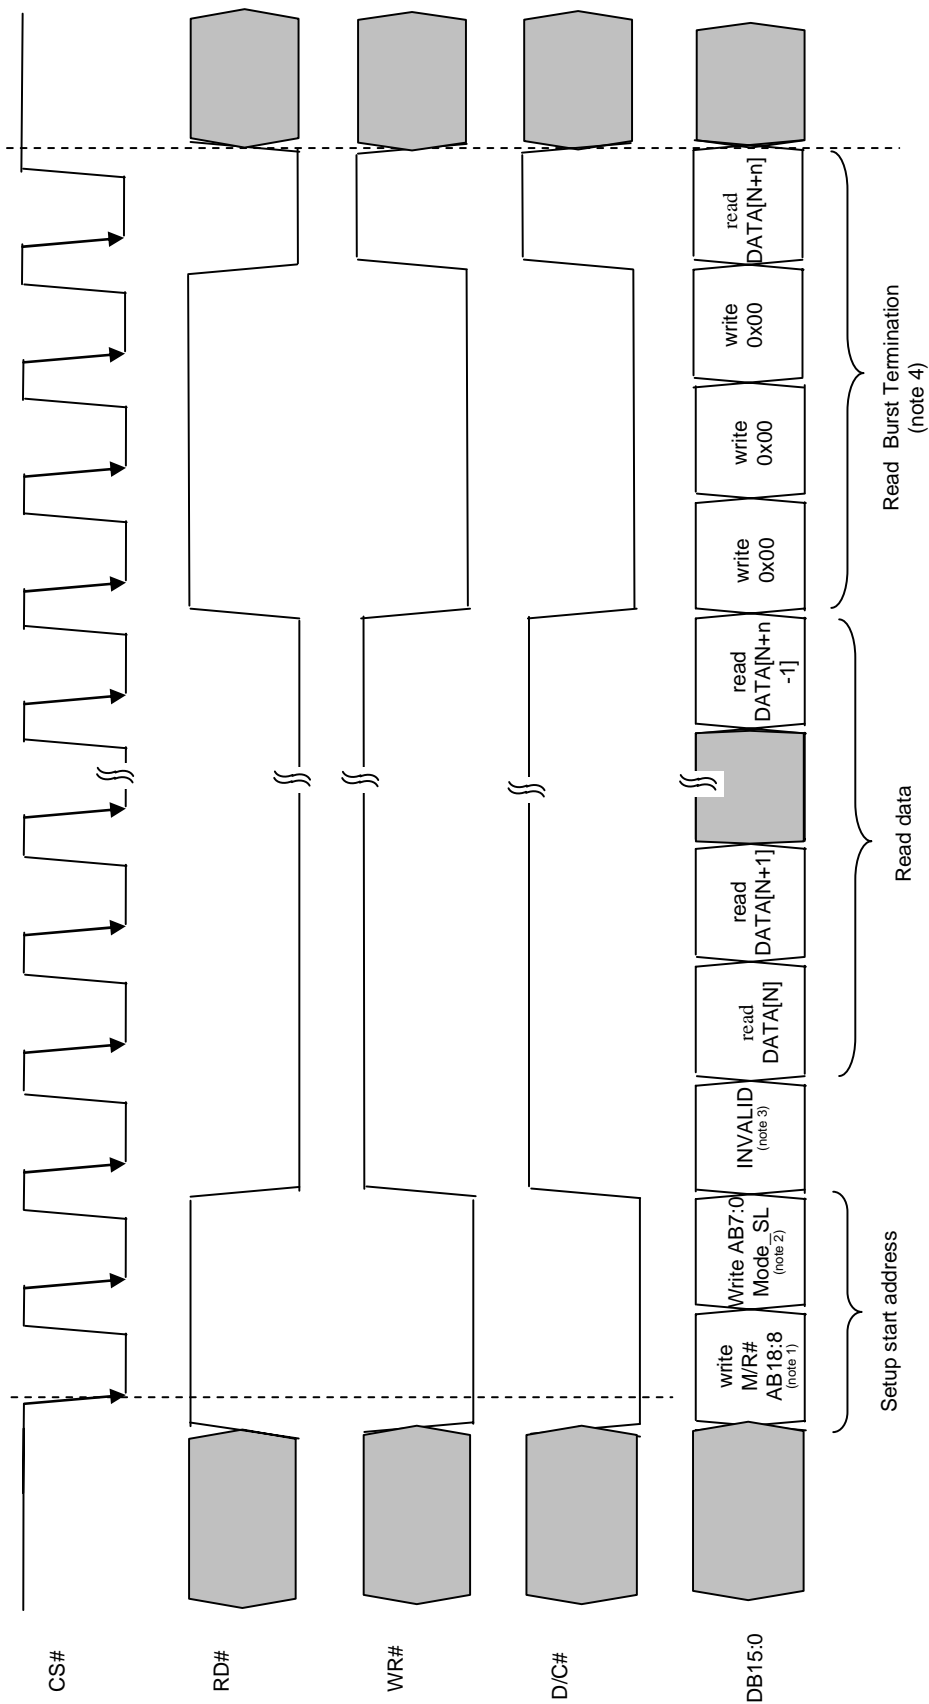 CS#
RD#
WR#
D/C#
DB15:0
write
M/R#
AB18:8
(note 1)
Write AB7:0
Mode_SL
(note 2)
INVALID
(note 3)
read
DATA[N]
read
DATA[N+1]
read
DATA[N+n
-1]
write
0x00
write
0x00
write
0x00
read
DATA[N+n]
Setup start address
Read data
Read Burst Termination
(note 4)